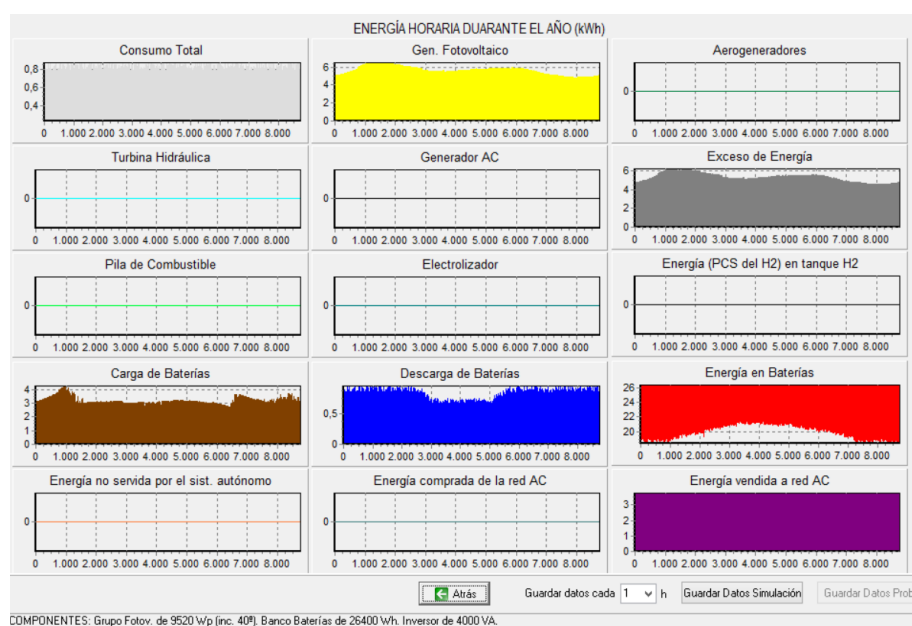 ENERGÍA HORARIA DUARANTE EL AÑO (kWh)
Consumo Total
0,8
0,6
0,4
0 1.000 2.000 3.000 4.000 5.000 6.000 7.000 8.000
Gen. Fotovoltaico
6
4
2
0
0 1.000 2.000 3.000 4.000 5.000 6.000 7.000 8.000
Aerogeneradores
0
0 1.000 2.000 3.000 4.000 5.000 6.000 7.000 8.000
Turbina Hidráulica
0
0 1.000 2.000 3.000 4.000 5.000 6.000 7.000 8.000
Generador AC
0
0 1.000 2.000 3.000 4.000 5.000 6.000 7.000 8.000
Exceso de Energía
6
4
2
0
0 1.000 2.000 3.000 4.000 5.000 6.000 7.000 8.000
Pila de Combustible
0
0 1.000 2.000 3.000 4.000 5.000 6.000 7.000 8.000
Electrolizador
0
0 1.000 2.000 3.000 4.000 5.000 6.000 7.000 8.000
Energía (PCS del H2) en tanque H2
0
0 1.000 2.000 3.000 4.000 5.000 6.000 7.000 8.000
Carga de Baterías
4
3
2
1
0
0 1.000 2.000 3.000 4.000 5.000 6.000 7.000 8.000
Descarga de Baterías
0,5
0
0 1.000 2.000 3.000 4.000 5.000 6.000 7.000 8.000
Energía en Baterías
26
24
22
20
0 1.000 2.000 3.000 4.000 5.000 6.000 7.000 8.000
Energía no servida por el sist. autónomo
0
0 1.000 2.000 3.000 4.000 5.000 6.000 7.000 8.000
Energía comprada de la red AC
0
0 1.000 2.000 3.000 4.000 5.000 6.000 7.000 8.000
Energía vendida a red AC
3
2
1
0
0 1.000 2.000 3.000 4.000 5.000 6.000 7.000 8.000
Atrás Guardar datos cada 1 h Guardar Datos Simulación Guardar Datos Prob
COMPONENTES: Grupo Fotov. de 9520 Wp (inc. 40º). Banco Baterías de 26400 Wh. Inversor de 4000 VA.